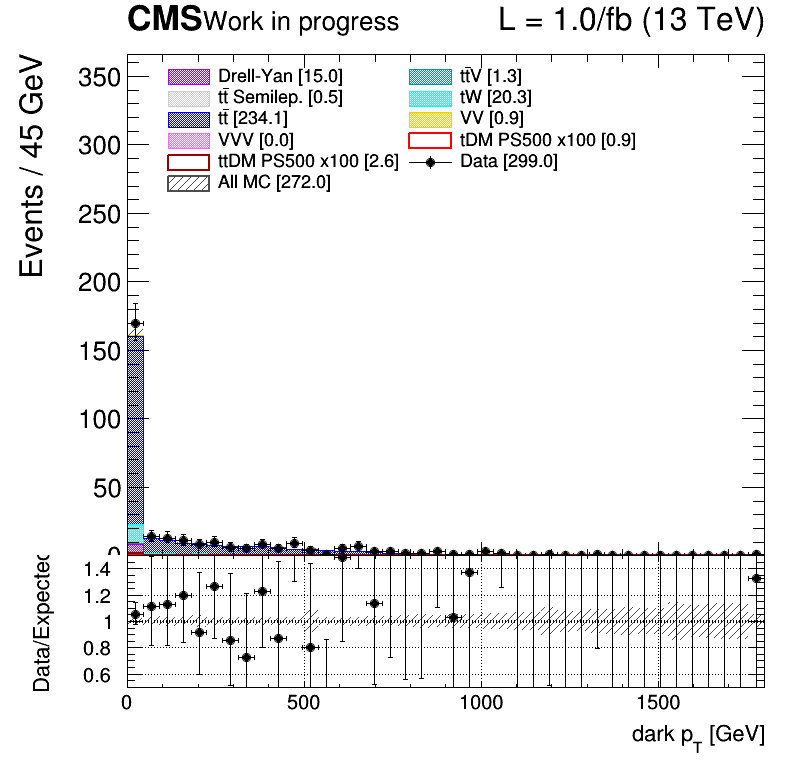 CMS Work in progress L = 1.0/fb (13 TeV)
Events / 45 GeV
350
300
250
200
150
100
50
0
Drell-Yan [15.0]
tt̄ Semilep. [0.5]
tt̄ [234.1]
VVV [0.0]
ttDM PS500 x100 [2.6]
All MC [272.0]
tt̄V [1.3]
tW [20.3]
VV [0.9]
tDM PS500 x100 [0.9]
Data [299.0]
Data/Expected
1.4
1.2
1
0.8
0.6
0 500 1000 1500
dark pT [GeV]